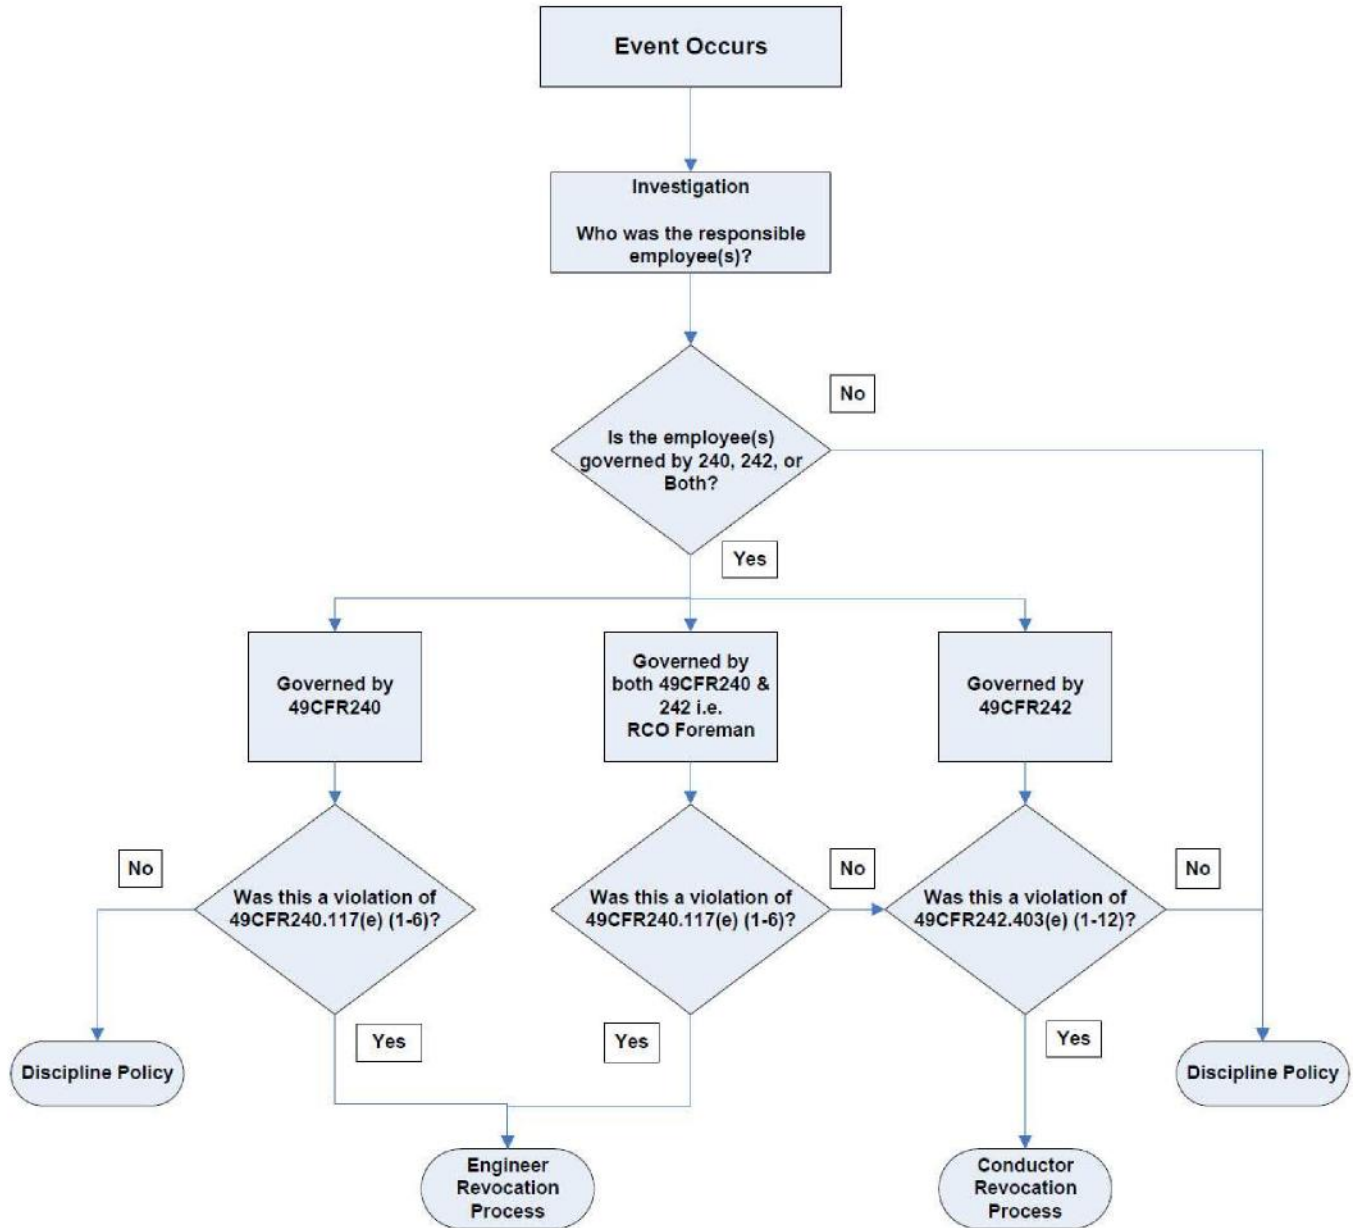 Event Occurs
Investigation
Who was the responsible
employee(s)?
No
Is the employee(s)
governed by 240, 242, or
Both?
Yes
Governed by
49CFR240
Governed by
both 49CFR240 &
242 i.e.
RCO Foreman
Governed by
49CFR242
No
Was this a violation of
49CFR240.117(e) (1-6)?
Was this a violation of
49CFR240.117(e) (1-6)?
No
Was this a violation of
49CFR242.403(e) (1-12)?
No
Yes
Yes
Yes
Discipline Policy
Discipline Policy
Engineer
Revocation
Process
Conductor
Revocation
Process